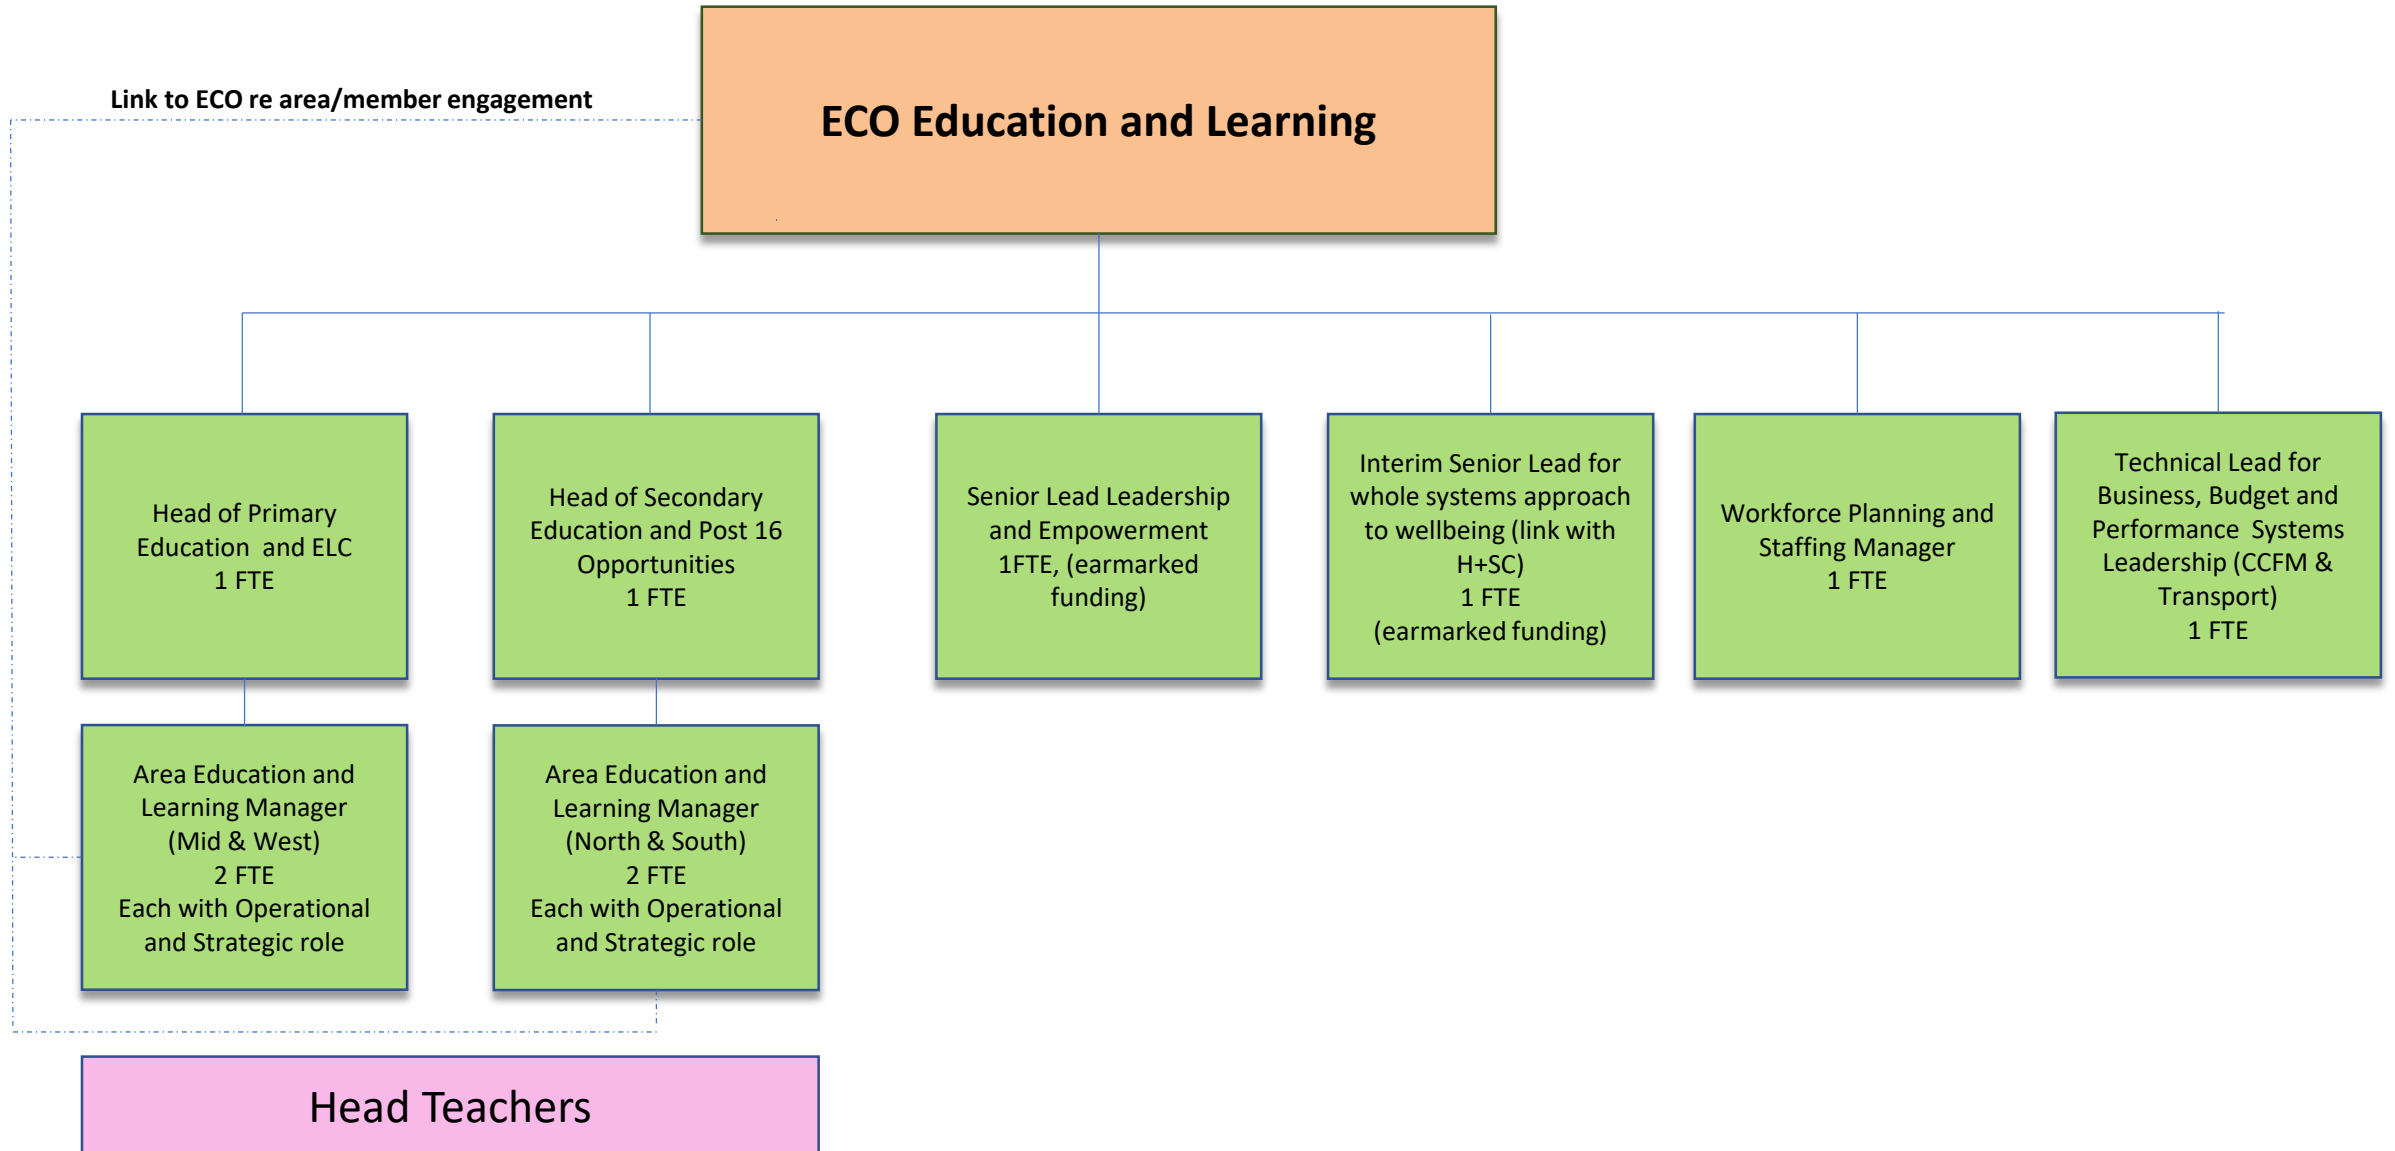 Link to ECO re area/member engagement
ECO Education and Learning
Head of Primary
Education and ELC
1 FTE
Head of Secondary
Education and Post 16
Opportunities
1 FTE
Senior Lead Leadership
and Empowerment
1FTE, (earmarked
funding)
Interim Senior Lead for
whole systems approach
to wellbeing (link with
H+SC)
1 FTE
(earmarked funding)
Workforce Planning and
Staffing Manager
1 FTE
Technical Lead for
Business, Budget and
Performance Systems
Leadership (CCFM &
Transport)
1 FTE
Area Education and
Learning Manager
(Mid & West)
2 FTE
Each with Operational
and Strategic role
Area Education and
Learning Manager
(North & South)
2 FTE
Each with Operational
and Strategic role
Head Teachers